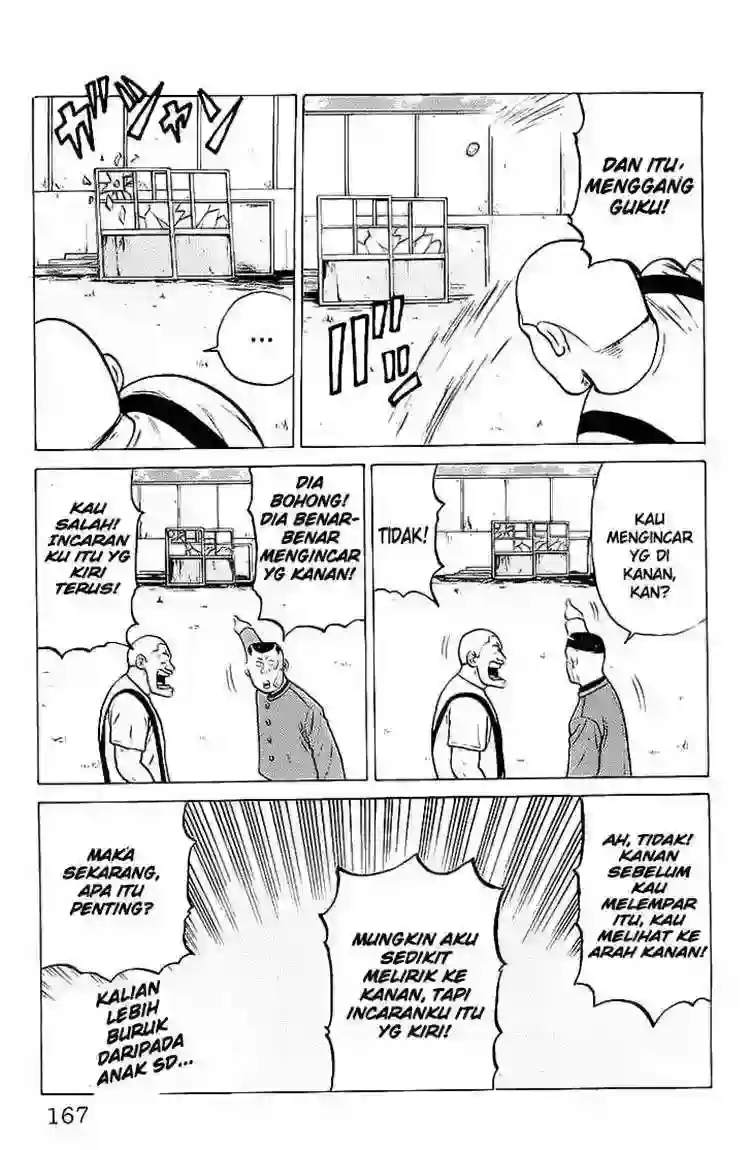 DAN ITU
MENGGANG
GUKU!
ガジャン
...
KAU
MENGINCAR
YG DI
KANAN,
KAN?
TIDAK!
DIA
BOHONG!
DIA BENAR-
BENAR
MENGINCAR
YG KANAN!
KAU
SALAH!
INCARAN
KU ITU YG
KIRI
TERUS!
AH, TIDAK!
KANAN
SEBELUM
KAU
MELEMPAR
ITU, KAU
MELIHAT KE
ARAH KANAN!
MUNGKIN AKU
SEDIKIT
MELIRIK KE
KANAN, TAPI
INCARANKU ITU
YG KIRI!
MAKA
SEKARANG,
APA ITU
PENTING?
KALIAN
LEBIH
BURUK
DARIPADA
ANAK SD...
167